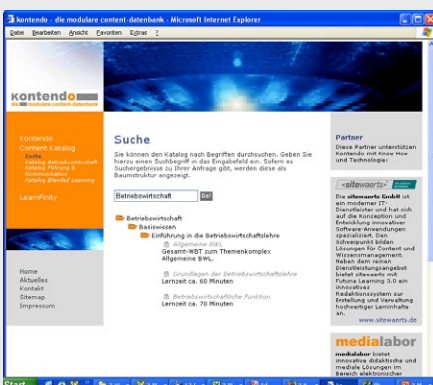 kontendo - die modulare content-datenbank - Microsoft Internet Explorer
Datei Bearbeiten Ansicht Favoriten Extras ?
kontendo
die modulare content-datenbank
Kontendo
Content Katalog
Suche
Katalog Betriebswirtschaft
Katalog Führung &
Kommunikation
Katalog Blended Learning
LearnFinity
Home
Aktuelles
Kontakt
Sitemap
Impressum
Suche
Sie können den Katalog nach Begriffen durchsuchen. Geben Sie
hierzu einen Suchbegriff in das Eingabefeld ein. Sofern es
Suchergebnisse zu Ihrer Anfrage gibt, werden diese als
Baumstruktur angezeigt.
Betriebswirtschaft Go!
Betriebswirtschaft
Basiswissen
Einführung in die Betriebswirtschaftslehre
Allgemeine BWL
Gesamt-WBT zum Themenkomplex
Allgemeine BWL.
Grundlagen der Betriebswirtschaftslehre
Lernzeit ca. 60 Minuten
Betriebswirtschaftliche Funktion
Lernzeit ca. 70 Minuten
Partner
Diese Partner unterstützen
Kontendo mit Know How
und Technologie:
<sitewaerts>
Die sitewaerts GmbH ist
ein moderner IT-
Dienstleister und hat sich
auf die Konzeption und
Entwicklung innovativer
Software-Anwendungen
spezialisiert. Den
Schwerpunkt bilden
Lösungen für Content und
Wissensmanagement.
Neben dem reinen
Dienstleistungsangebot
bietet sitewaerts mit
Futura Learning 3.0 ein
innovatives
Redaktionssystem zur
Erstellung und Verwaltung
hochwertiger Lerninhalte
an.
www.sitewaerts.de
medialabor
medialabor bietet
innovative didaktische und
mediale Lösungen im
Bereich elektronischer
Start